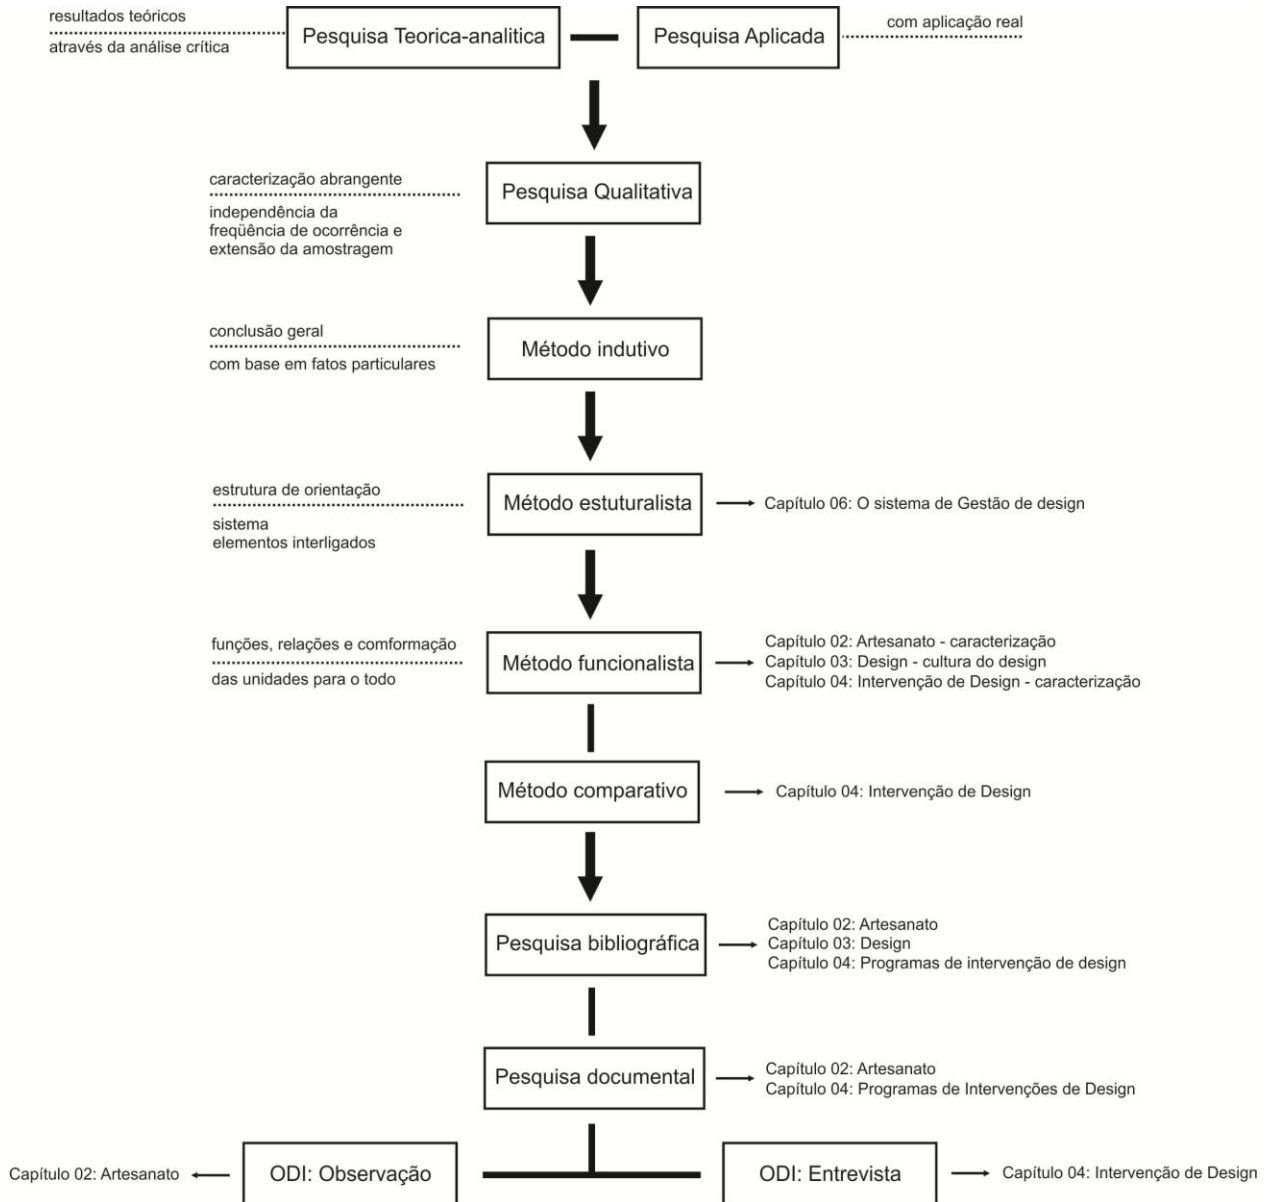 resultados teóricos
através da análise crítica
Pesquisa Teorica-analitica
Pesquisa Aplicada
com aplicação real
caracterização abrangente
independência da
freqüência de ocorrência e
extensão da amostragem
Pesquisa Qualitativa
conclusão geral
com base em fatos particulares
Método indutivo
estrutura de orientação
sistema
elementos interligados
Método estuturalista
Capítulo 06: O sistema de Gestão de design
funções, relações e comformação
das unidades para o todo
Método funcionalista
Capítulo 02: Artesanato - caracterização
Capítulo 03: Design - cultura do design
Capítulo 04: Intervenção de Design - caracterização
Método comparativo
Capítulo 04: Intervenção de Design
Pesquisa bibliográfica
Capítulo 02: Artesanato
Capítulo 03: Design
Capítulo 04: Programas de intervenção de design
Pesquisa documental
Capítulo 02: Artesanato
Capítulo 04: Programas de Intervenções de Design
Capítulo 02: Artesanato
ODI: Observação
ODI: Entrevista
Capítulo 04: Intervenção de Design